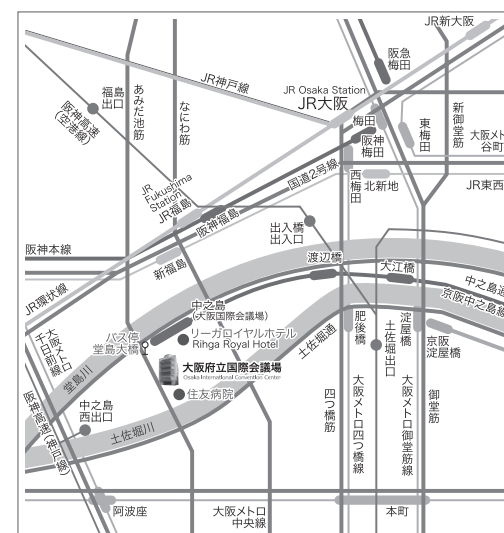 JR新大阪
阪急
梅田
JR神戸線
JR Osaka Station
JR大阪
福島
出口
あみだ池筋
なにわ筋
阪神高速
(空港線)
梅田
阪神
梅田
東梅田
新御堂筋
大阪メト
谷町
国道2号線
西梅田
北新地
JR東西
JR
Fukushima
Station
JR福島
阪神福島
出入橋
出入口
阪神本線
新福島
渡辺橋
大江橋
中之島通
京阪中之島線
JR環状線
中之島
(大阪国際会議場)
バス停
堂島大橋
リーガロイヤルホテル
Ringa Royal Hotel
土佐堀通
肥後橋
土佐堀出口
淀屋橋
京阪
淀屋橋
大阪メトロ
千日前線
堂島川
大阪府立国際会議場
Osaka International Convention Center
住友病院
阪神高速(神戸線)
中之島
西出口
土佐堀川
四つ橋筋
大阪メトロ四つ橋線
大阪メトロ御堂筋線
御堂筋
阿波座
大阪メトロ
中央線
本町